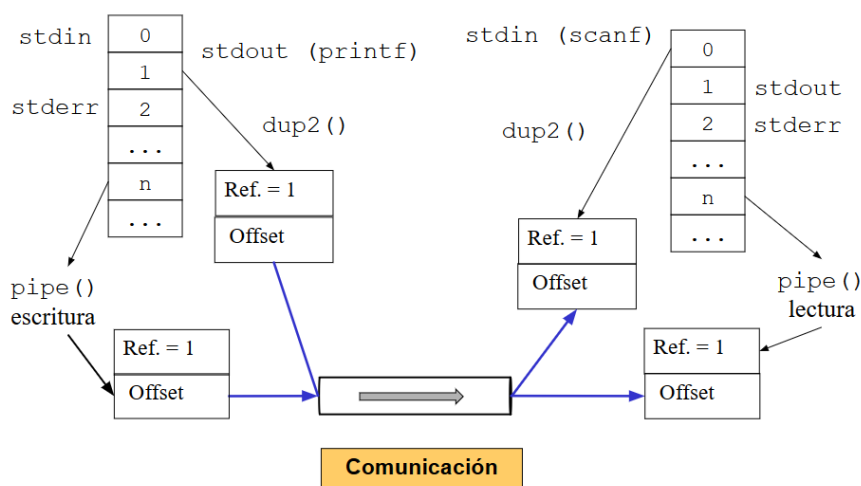 stdin
0
1
2
...
n
...
stdout (printf)
stderr
dup2()
Ref. = 1
Offset
pipe()
escritura
Ref. = 1
Offset
stdin (scanf)
0
1
2
...
n
...
stdout
stderr
dup2()
Ref. = 1
Offset
pipe()
lectura
Ref. = 1
Offset
Comunicación